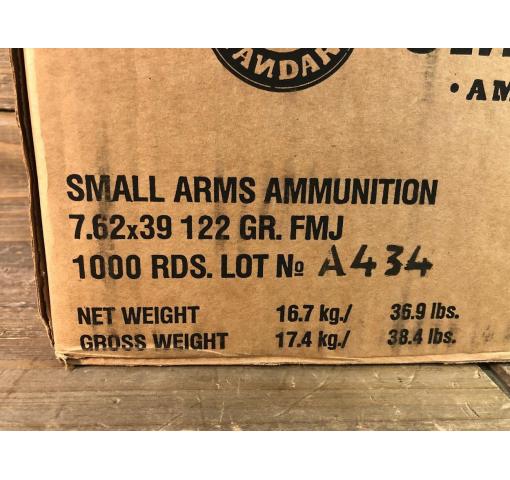 SMALL ARMS AMMUNITION
7.62x39 122 GR. FMJ
1000 RDS. LOT № A434
NET WEIGHT 16.7 kg./ 36.9 lbs.
GROSS WEIGHT 17.4 kg./ 38.4 lbs.